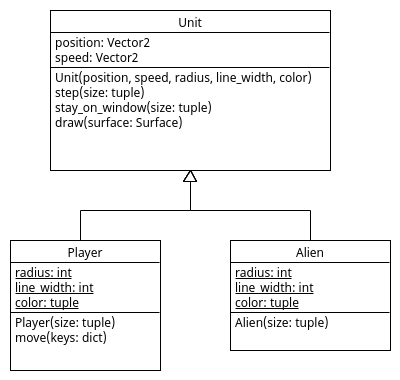 Unit
position: Vector2
speed: Vector2
Unit(position, speed, radius, line_width, color)
step(size: tuple)
stay_on_window(size: tuple)
draw(surface: Surface)
Player
radius: int
line_width: int
color: tuple
Player(size: tuple)
move(keys: dict)
Alien
radius: int
line_width: int
color: tuple
Alien(size: tuple)